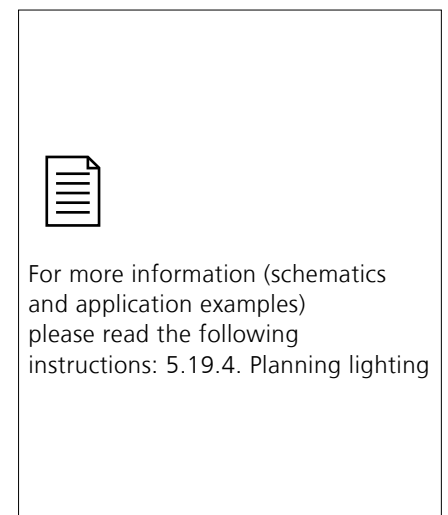 For more information (schematics
and application examples)
please read the following
instructions: 5.19.4. Planning lighting